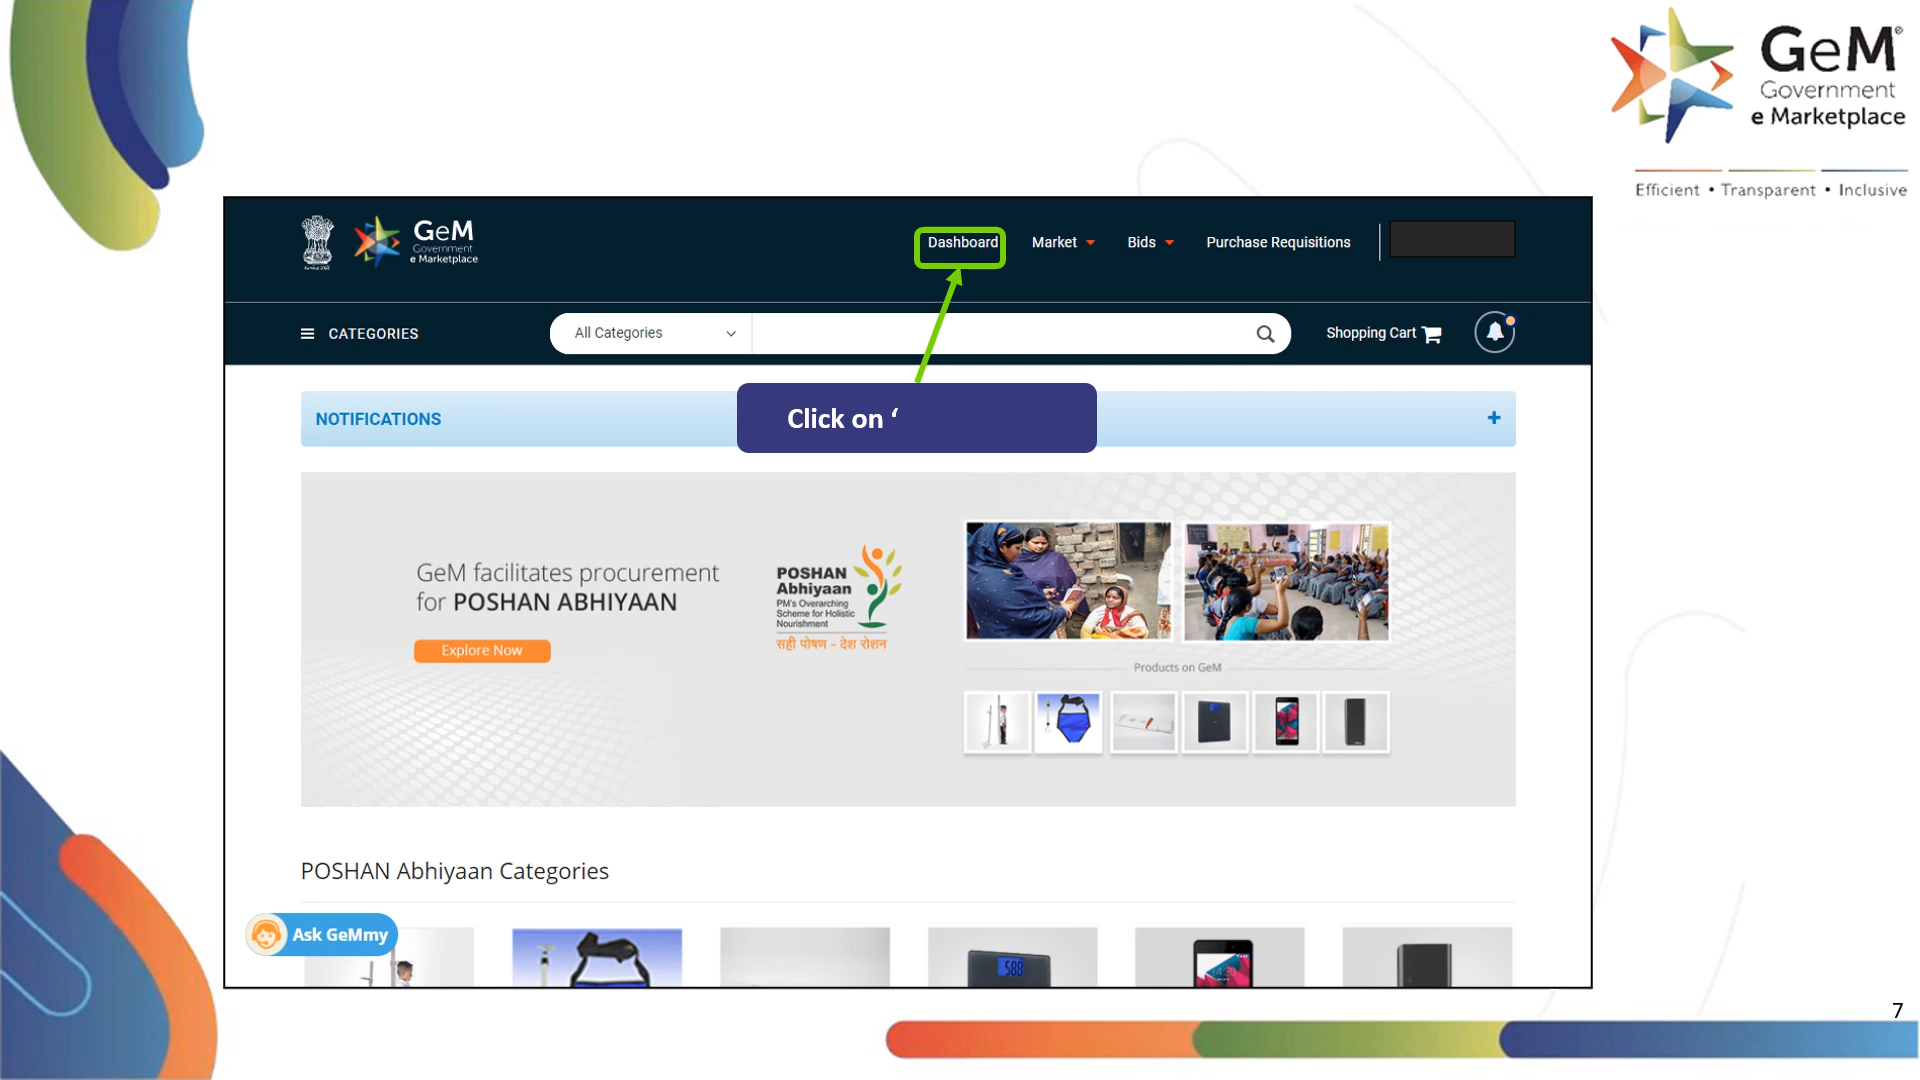 GeM
Government
e Marketplace
Efficient • Transparent • Inclusive
GeM
Government
e Marketplace
Dashboard
Market
Bids
Purchase Requisitions
CATEGORIES
All Categories
Shopping Cart
NOTIFICATIONS
+
Click on ‘
GeM facilitates procurement
for POSHAN ABHIYAAN
Explore Now
POSHAN
Abhiyaan
PM's Overarching
Scheme for Holistic
Nourishment
सही पोषण - देश रोशन
Products on GeM
POSHAN Abhiyaan Categories
Ask GeMmy
588
7